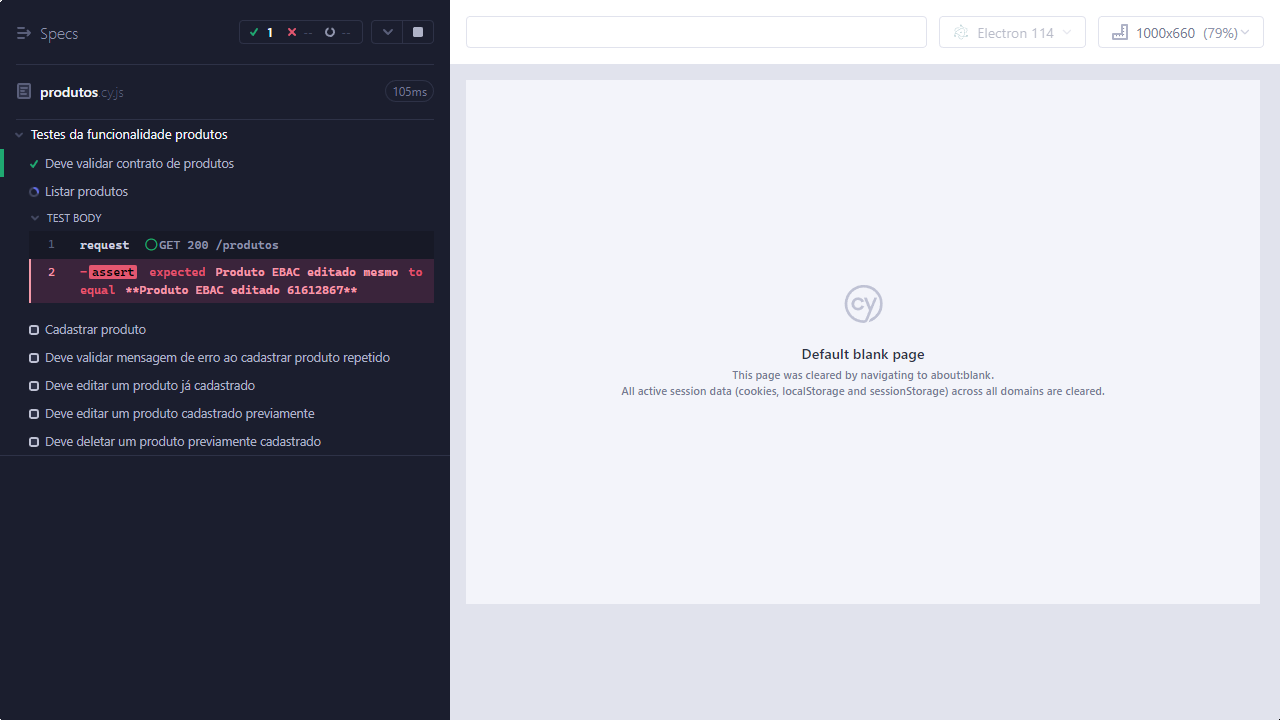 Specs
1
--
--
Electron 114
1000x660 (79%)
produtos.cy.js
105ms
Testes da funcionalidade produtos
Deve validar contrato de produtos
Listar produtos
TEST BODY
1 request GET 200 /produtos
2 -assert expected Produto EBAC editado mesmo to
equal **Produto EBAC editado 61612867**
Cadastrar produto
Deve validar mensagem de erro ao cadastrar produto repetido
Deve editar um produto já cadastrado
Deve editar um produto cadastrado previamente
Deve deletar um produto previamente cadastrado
cy
Default blank page
This page was cleared by navigating to about:blank.
All active session data (cookies, localStorage and sessionStorage) across all domains are cleared.